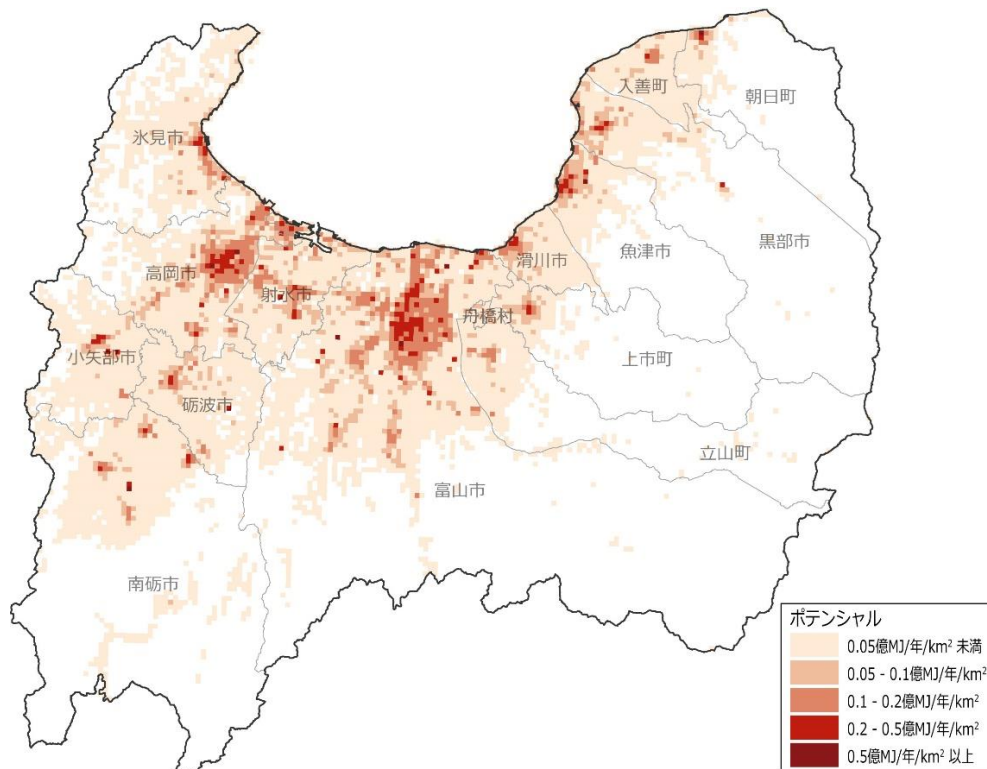 入善町
朝日町
氷見市
黒部市
魚津市
滑川市
高岡市
射水市
舟橋村
小矢部市
上市町
砺波市
立山町
富山市
南砺市
ポテンシャル
0.05億MJ/年/km² 未満
0.05 - 0.1億MJ/年/km²
0.1 - 0.2億MJ/年/km²
0.2 - 0.5億MJ/年/km²
0.5億MJ/年/km² 以上